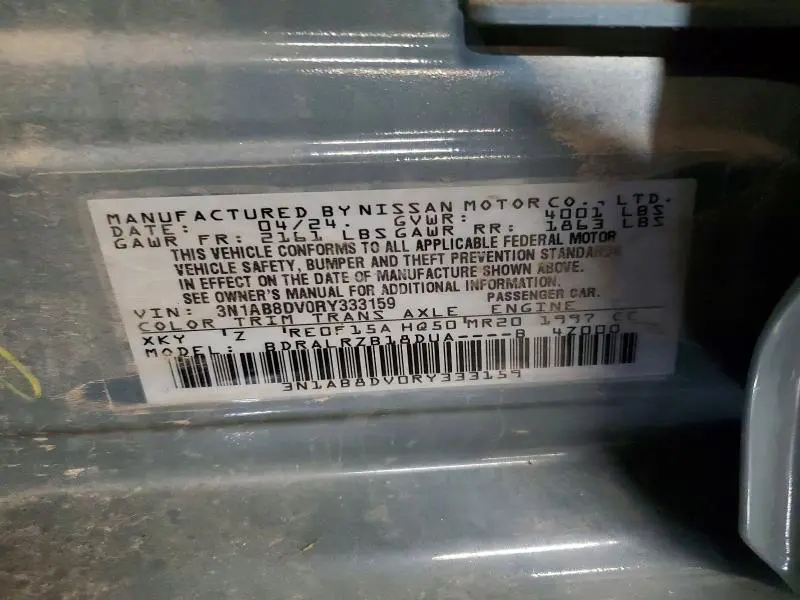 MANUFACTURED BY NISSAN MOTOR CO., LTD.
DATE: 04/24 GVWR: 4001 LBS
GAWR FR: 2161 LBS GAWR RR: 1863 LBS
THIS VEHICLE CONFORMS TO ALL APPLICABLE FEDERAL MOTOR
VEHICLE SAFETY, BUMPER AND THEFT PREVENTION STANDARDS
IN EFFECT ON THE DATE OF MANUFACTURE SHOWN ABOVE.
SEE OWNER'S MANUAL FOR ADDITIONAL CAUTIONS
VIN: 3N1AB8DV0RY333159 PASSENGER CAR.
COLOR TRIM TRANS AXLE ENGINE
XKY Z RE0F15A HQ50 MR20 1997 CC
MODEL: BDRALRZB18DUA----B 4Z000
3N1AB8DV0RY333159